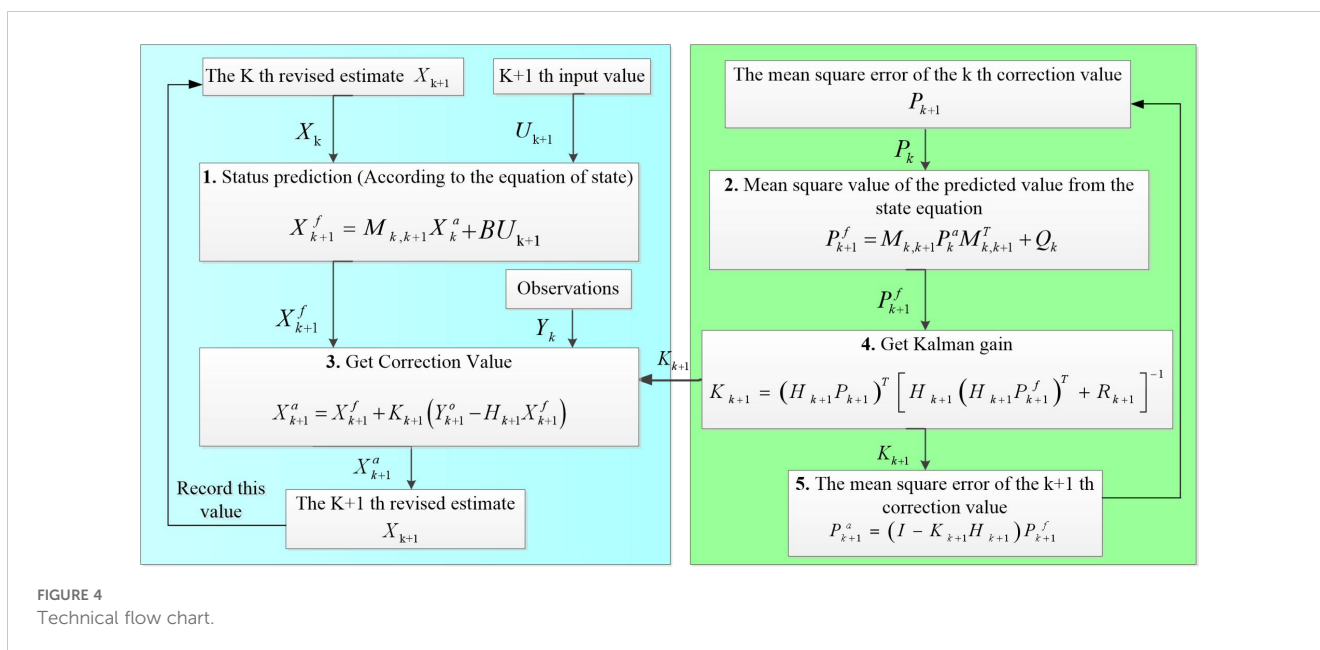 The K th revised estimate X_{k+1}
K+1 th input value
X_k
U_{k+1}
1. Status prediction (According to the equation of state)
X^f_{k+1} = M_{k,k+1} X^a_k + BU_{k+1}
Observations
X^f_{k+1}
Y_k
3. Get Correction Value
X^a_{k+1} = X^f_{k+1} + K_{k+1} (Y^o_{k+1} − H_{k+1} X^f_{k+1})
X^a_{k+1}
Record this
value
The K+1 th revised estimate
X_{k+1}
K_{k+1}
The mean square error of the k th correction value
P_{k+1}
P_k
2. Mean square value of the predicted value from the
state equation
P^f_{k+1} = M_{k,k+1} P^a_k M^T_{k,k+1} + Q_k
P^f_{k+1}
4. Get Kalman gain
K_{k+1} = (H_{k+1} P_{k+1})^T [H_{k+1} (H_{k+1} P^f_{k+1})^T + R_{k+1}]^{−1}
K_{k+1}
5. The mean square error of the k+1 th
correction value
P^a_{k+1} = (I − K_{k+1} H_{k+1}) P^f_{k+1}
FIGURE 4
Technical flow chart.